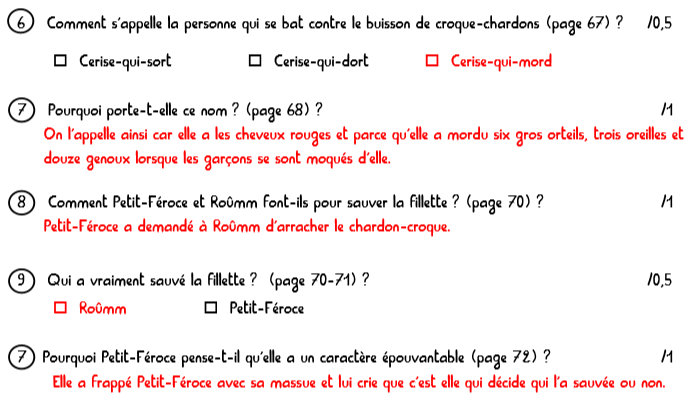 6 Comment s'appelle la personne qui se bat contre le buisson de croque-chardons (page 67) ? /0,5
□ Cerise-qui-sort □ Cerise-qui-dort □ Cerise-qui-mord
7 Pourquoi porte-t-elle ce nom ? (page 68) ? /1
On l'appelle ainsi car elle a les cheveux rouges et parce qu'elle a mordu six gros orteils, trois oreilles et
douze genoux lorsque les garçons se sont moqués d'elle.
8 Comment Petit-Féroce et Roûmm font-ils pour sauver la fillette ? (page 70) ? /1
Petit-Féroce a demandé à Roûmm d'arracher le chardon-croque.
9 Qui a vraiment sauvé la fillette ? (page 70-71) ? /0,5
□ Roûmm □ Petit-Féroce
7 Pourquoi Petit-Féroce pense-t-il qu'elle a un caractère épouvantable (page 72) ? /1
Elle a frappé Petit-Féroce avec sa massue et lui crie que c'est elle qui décide qui l'a sauvée ou non.